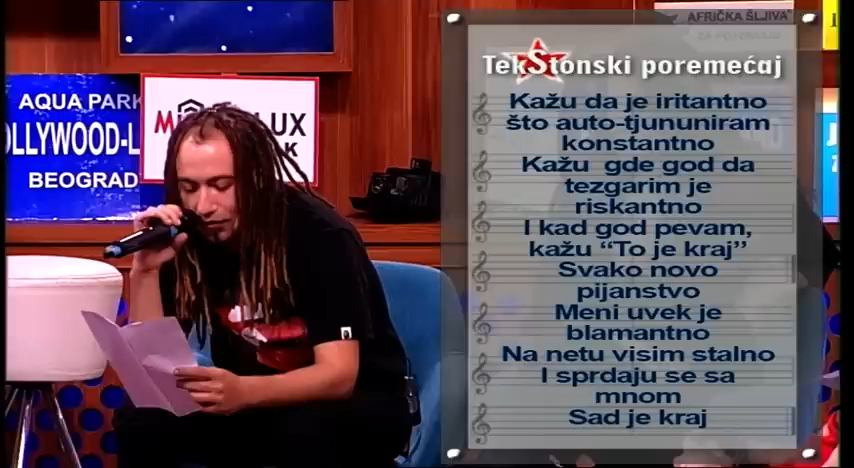 AFRIČKA ŠLJIVA
TekStonski poremećaj
AQUA PARK
OLLYWOOD-L
BEOGRAD
M LUX
Kažu da je iritantno
što auto-tjununiram
konstantno
Kažu gde god da
tezgarim je
riskantno
I kad god pevam,
kažu “To je kraj”
Svako novo
pijanstvo
Meni uvek je
blamantno
Na netu visim stalno
I sprdaju se sa
mnom
Sad je kraj